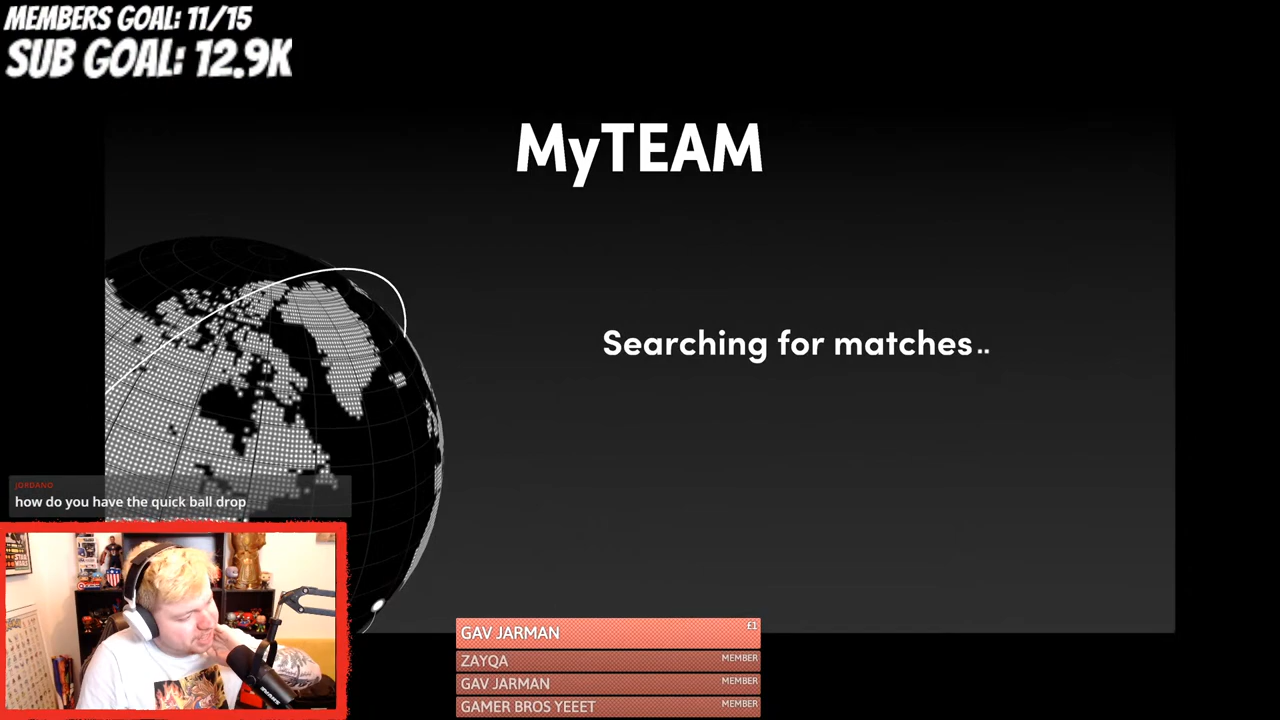 MEMBERS GOAL: 11/15
SUB GOAL: 12.9K
MyTEAM
Searching for matches..
JORDANO
how do you have the quick ball drop
GAV JARMAN £1
ZAYQA MEMBER
GAV JARMAN MEMBER
GAMER BROS YEEET MEMBER